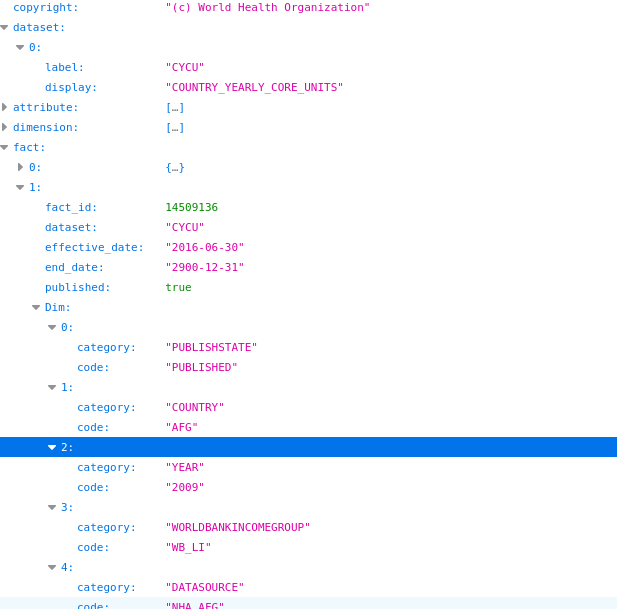 copyright: "(c) World Health Organization"
dataset:
0:
label: "CYCU"
display: "COUNTRY_YEARLY_CORE_UNITS"
attribute: […]
dimension: […]
fact:
0: {…}
1:
fact_id: 14509136
dataset: "CYCU"
effective_date: "2016-06-30"
end_date: "2900-12-31"
published: true
Dim:
0:
category: "PUBLISHSTATE"
code: "PUBLISHED"
1:
category: "COUNTRY"
code: "AFG"
2:
category: "YEAR"
code: "2009"
3:
category: "WORLDBANKINCOMEGROUP"
code: "WB_LI"
4:
category: "DATASOURCE"
code: "NHA_AFG"